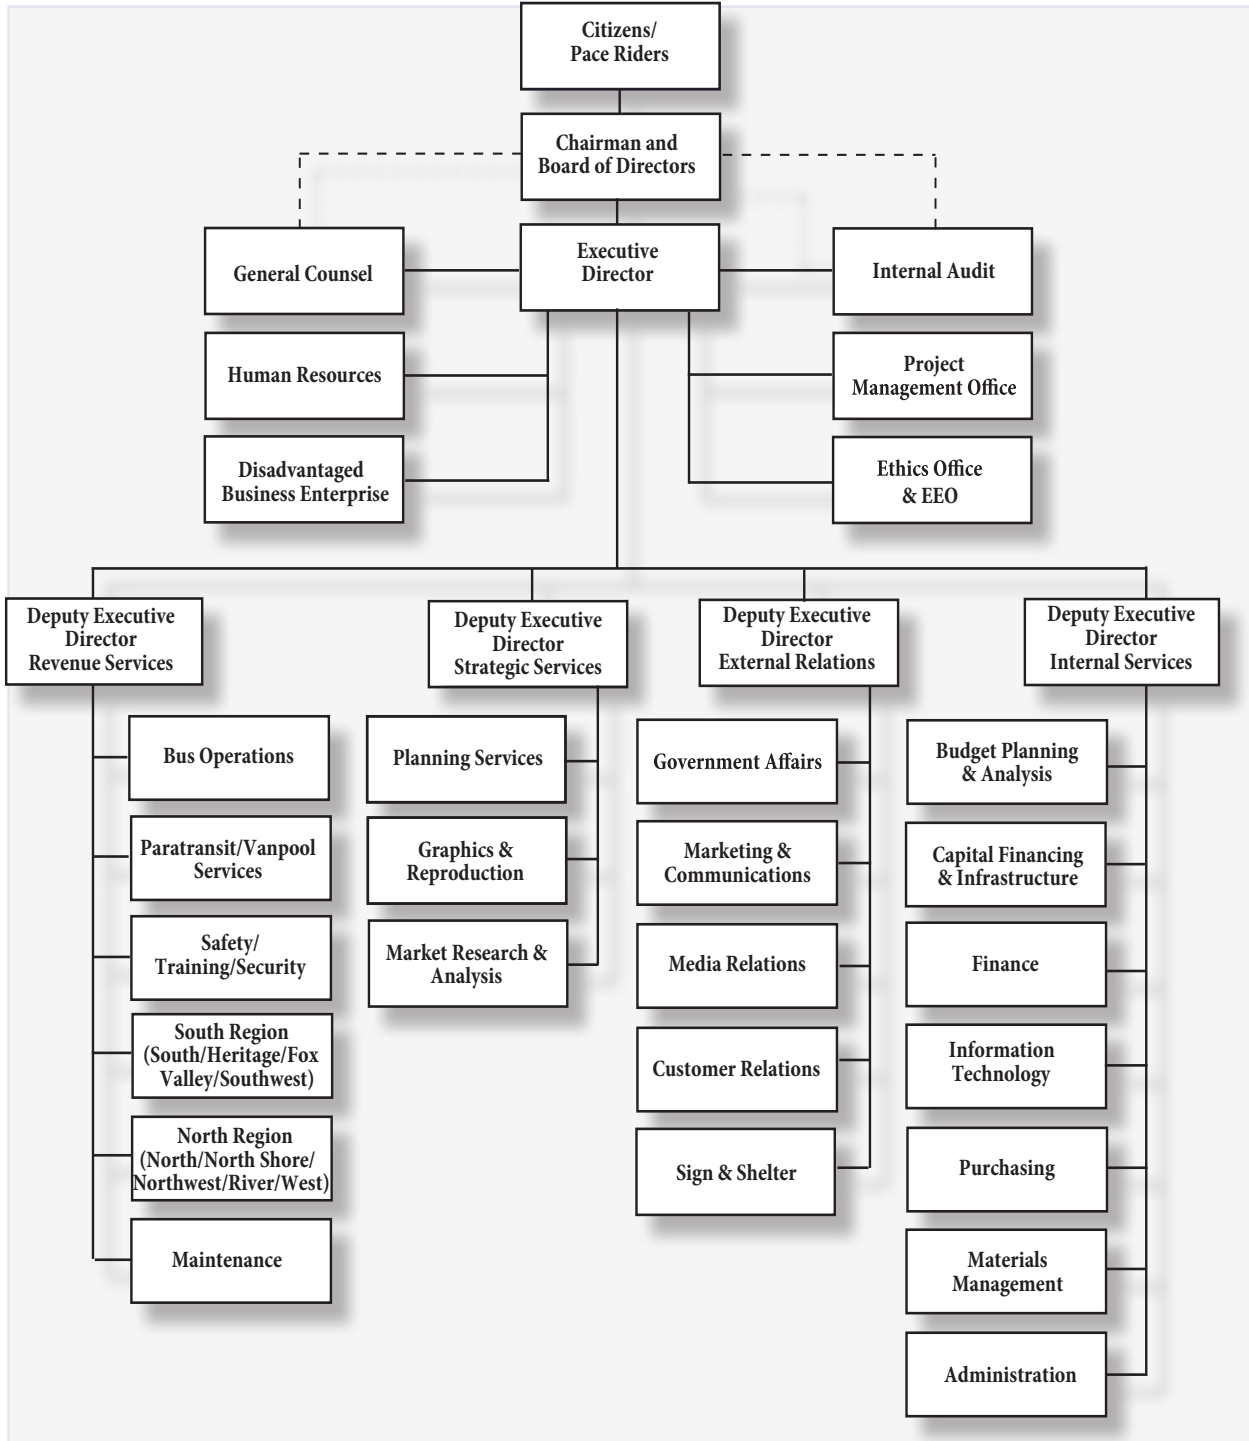 Citizens/
Pace Riders
Chairman and
Board of Directors
Executive
Director
General Counsel
Internal Audit
Human Resources
Project
Management Office
Disadvantaged
Business Enterprise
Ethics Office
& EEO
Deputy Executive
Director
Revenue Services
Deputy Executive
Director
Strategic Services
Deputy Executive
Director
External Relations
Deputy Executive
Director
Internal Services
Bus Operations
Paratransit/Vanpool
Services
Safety/
Training/Security
South Region
(South/Heritage/Fox
Valley/Southwest)
North Region
(North/North Shore/
Northwest/River/West)
Maintenance
Planning Services
Graphics &
Reproduction
Market Research &
Analysis
Government Affairs
Marketing &
Communications
Media Relations
Customer Relations
Sign & Shelter
Budget Planning
& Analysis
Capital Financing
& Infrastructure
Finance
Information
Technology
Purchasing
Materials
Management
Administration